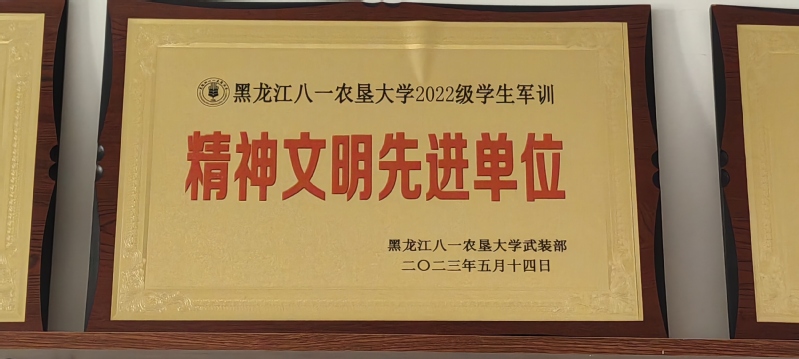 黑龙江八一农垦大学2022级学生军训
精神文明先进单位
黑龙江八一农垦大学武装部
二〇二三年五月十四日